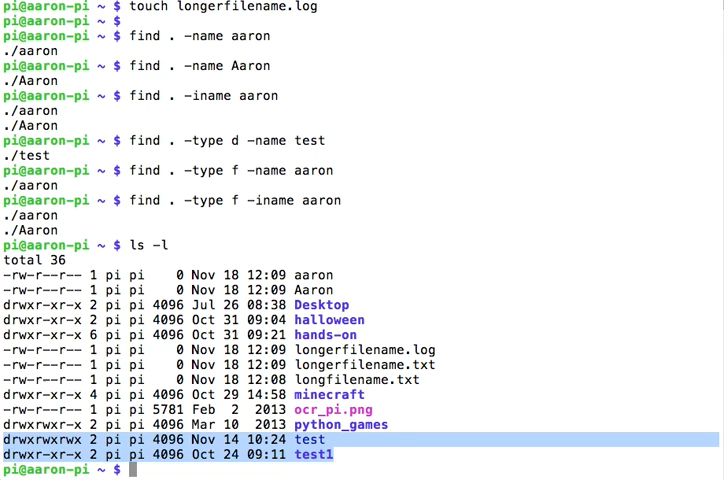 pi@aaron-pi ~ $ touch longerfilename.log
pi@aaron-pi ~ $
pi@aaron-pi ~ $ find . -name aaron
./aaron
pi@aaron-pi ~ $ find . -name Aaron
./Aaron
pi@aaron-pi ~ $ find . -iname aaron
./aaron
./Aaron
pi@aaron-pi ~ $ find . -type d -name test
./test
pi@aaron-pi ~ $ find . -type f -name aaron
./aaron
pi@aaron-pi ~ $ find . -type f -iname aaron
./aaron
./Aaron
pi@aaron-pi ~ $ ls -l
total 36
-rw-r--r-- 1 pi pi    0 Nov 18 12:09 aaron
-rw-r--r-- 1 pi pi    0 Nov 18 12:09 Aaron
drwxr-xr-x 2 pi pi 4096 Jul 26 08:38 Desktop
drwxr-xr-x 2 pi pi 4096 Oct 31 09:04 halloween
drwxr-xr-x 6 pi pi 4096 Oct 31 09:21 hands-on
-rw-r--r-- 1 pi pi    0 Nov 18 12:09 longerfilename.log
-rw-r--r-- 1 pi pi    0 Nov 18 12:09 longerfilename.txt
-rw-r--r-- 1 pi pi    0 Nov 18 12:08 longfilename.txt
drwxr-xr-x 4 pi pi 4096 Oct 29 14:58 minecraft
-rw-r--r-- 1 pi pi 5781 Feb  2  2013 ocr_pi.png
drwxrwxr-x 2 pi pi 4096 Mar 10  2013 python_games
drwxrwxrwx 2 pi pi 4096 Nov 14 10:24 test
drwxr-xr-x 2 pi pi 4096 Oct 24 09:11 test1
pi@aaron-pi ~ $